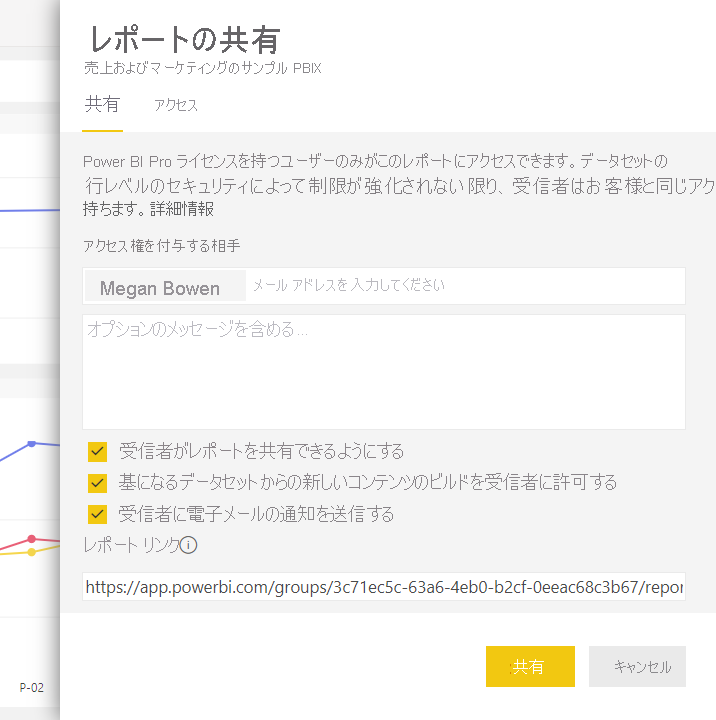 レポートの共有
売上およびマーケティングのサンプル PBIX
共有 アクセス
Power BI Pro ライセンスを持つユーザーのみがこのレポートにアクセスできます。データセットの
行レベルのセキュリティによって制限が強化されない限り、受信者はお客様と同じアク
持ちます。詳細情報
アクセス権を付与する相手
Megan Bowen メール アドレスを入力してください
オプションのメッセージを含める...
受信者がレポートを共有できるようにする
基になるデータセットからの新しいコンテンツのビルドを受信者に許可する
受信者に電子メールの通知を送信する
レポート リンク
https://app.powerbi.com/groups/3c71ec5c-63a6-4eb0-b2cf-0eeac68c3b67/repor
共有 キャンセル
P-02